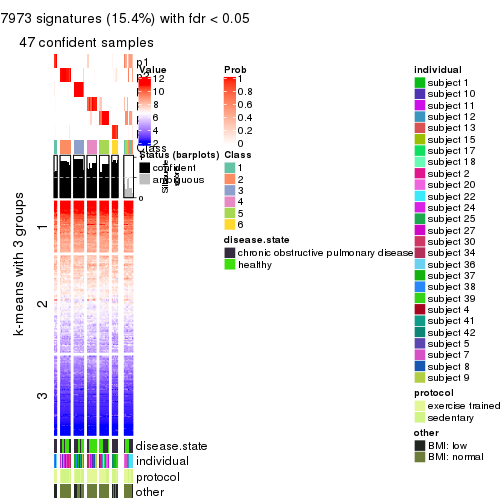 7973 signatures (15.4%) with fdr < 0.05
47 confident samples
p1
Value
12
10
8
6
4
2
Prob
1
0.8
0.6
0.4
0.2
0
Class
Status (barplots)
confident
ambiguous
0
Class
1
2
3
4
5
6
disease.state
chronic obstructive pulmonary disease
healthy
k-means with 3 groups
1
2
3
disease.state
individual
protocol
other
individual
subject 1
subject 10
subject 11
subject 12
subject 13
subject 15
subject 17
subject 18
subject 2
subject 20
subject 22
subject 24
subject 25
subject 27
subject 30
subject 34
subject 36
subject 37
subject 38
subject 39
subject 4
subject 41
subject 42
subject 5
subject 7
subject 8
subject 9
protocol
exercise trained
sedentary
other
BMI: low
BMI: normal